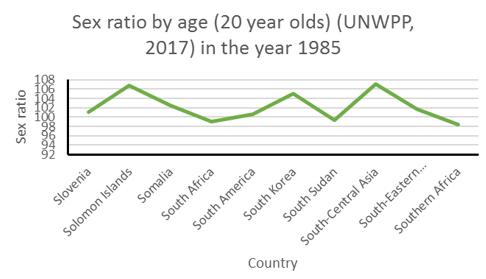 Sex ratio by age (20 year olds) (UNWPP,
2017) in the year 1985
Sex ratio
108
106
104
102
100
98
96
94
92
Slovenia
Solomon Islands
Somalia
South Africa
South America
South Korea
South Sudan
South-Central Asia
South-Eastern...
Southern Africa
Country